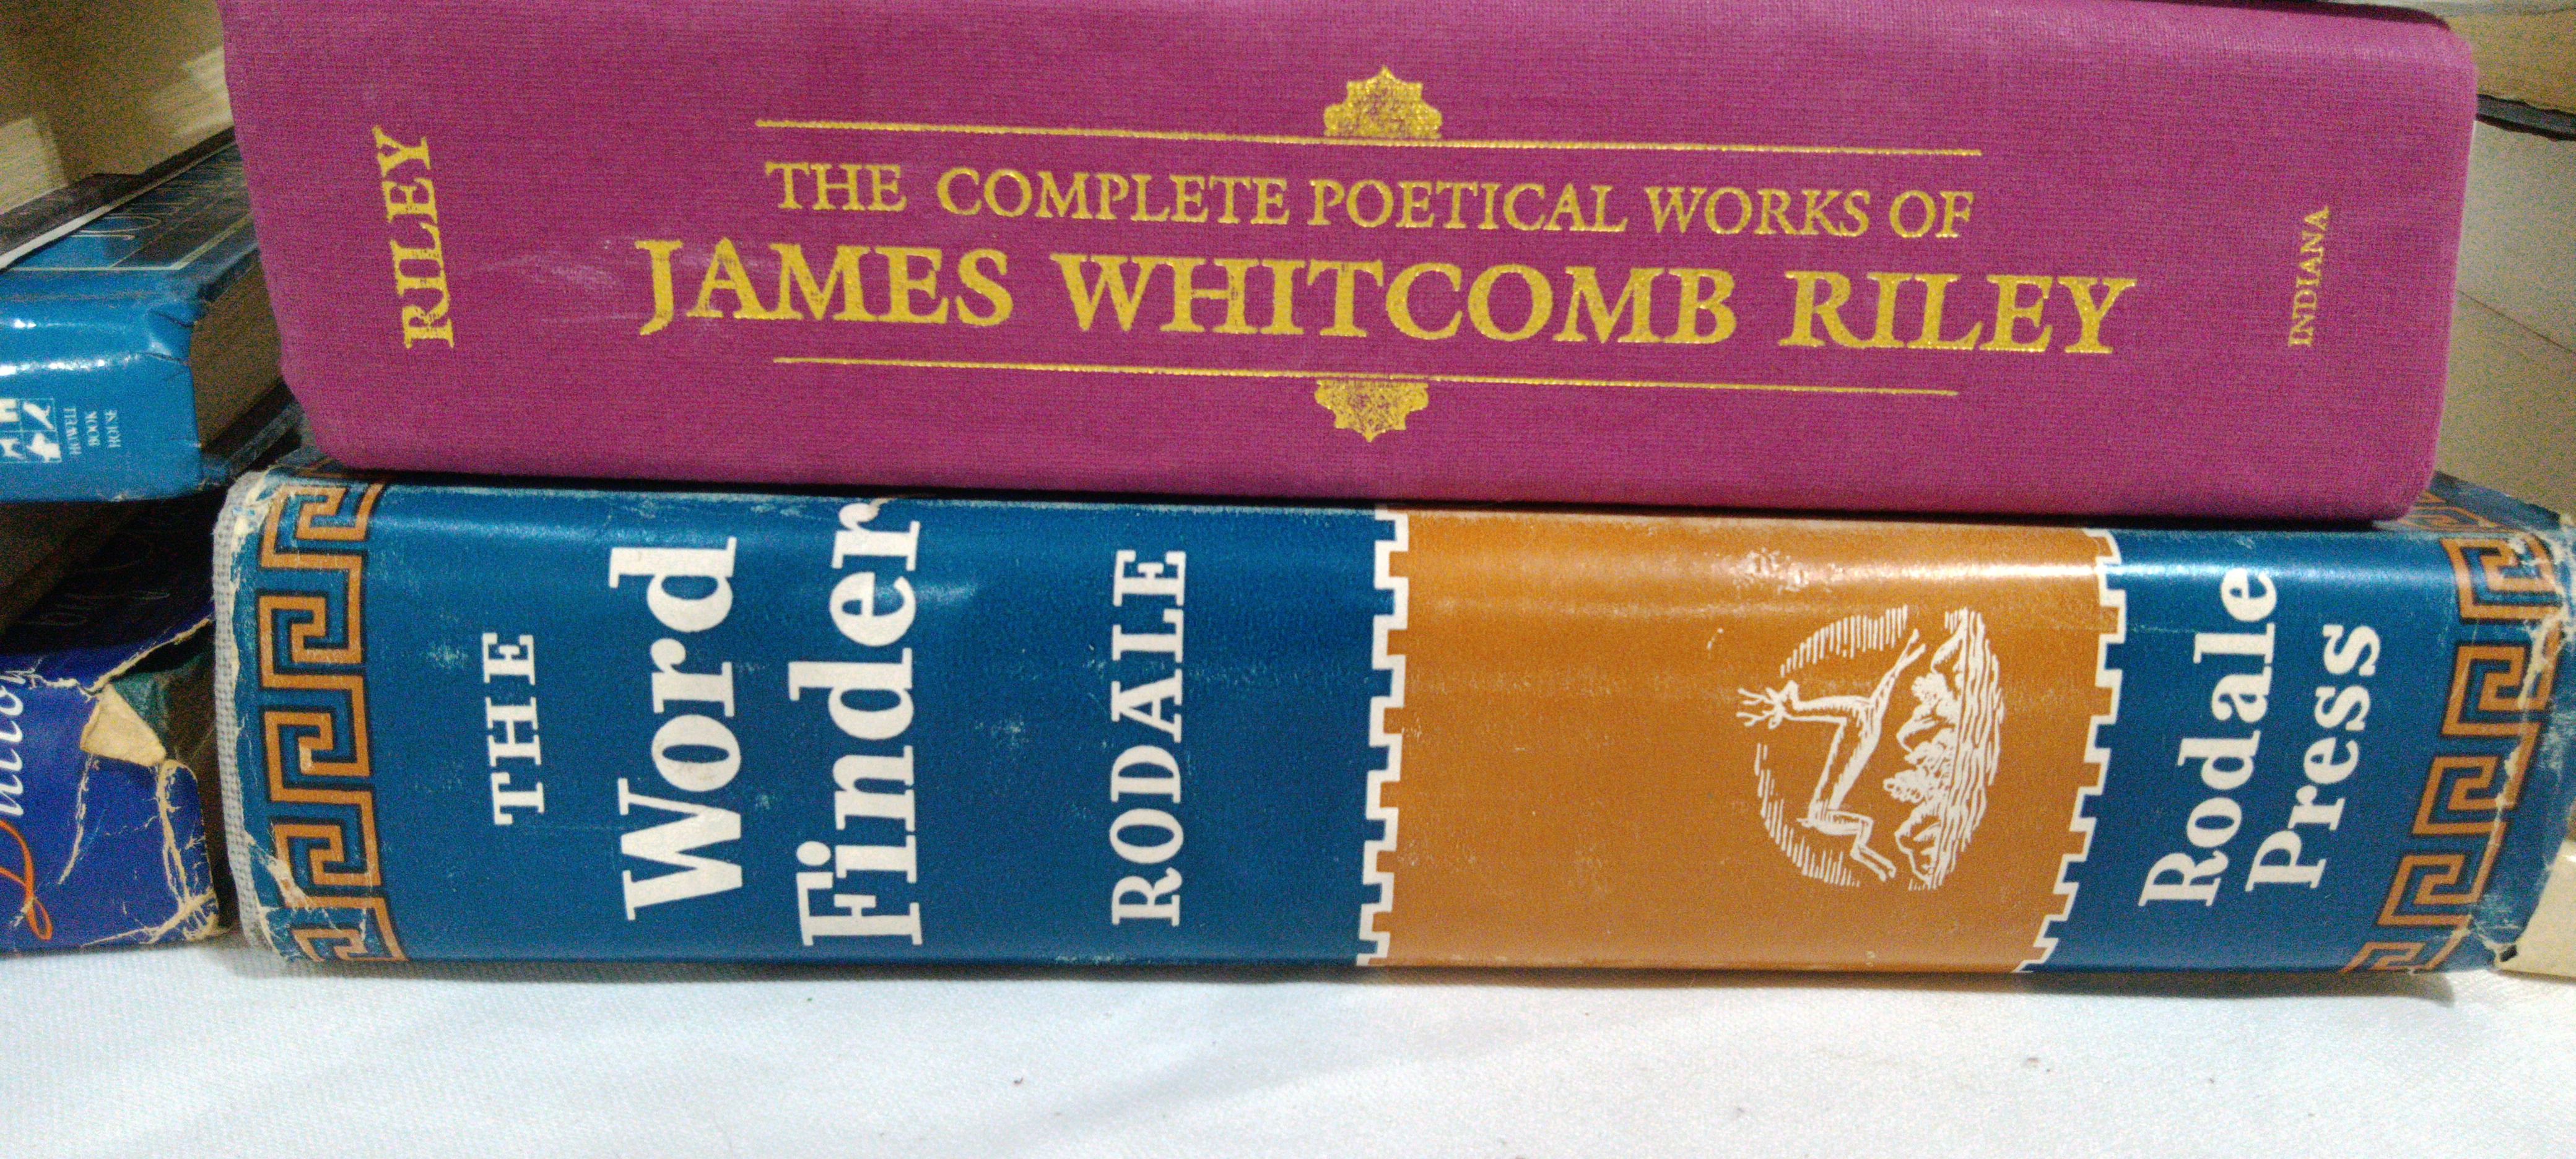 RILEY
THE COMPLETE POETICAL WORKS OF
JAMES WHITCOMB RILEY
INDIANA
THE
Word
Finder
RODALE
Rodale
Press
HOWELL
BOOK
HOUSE